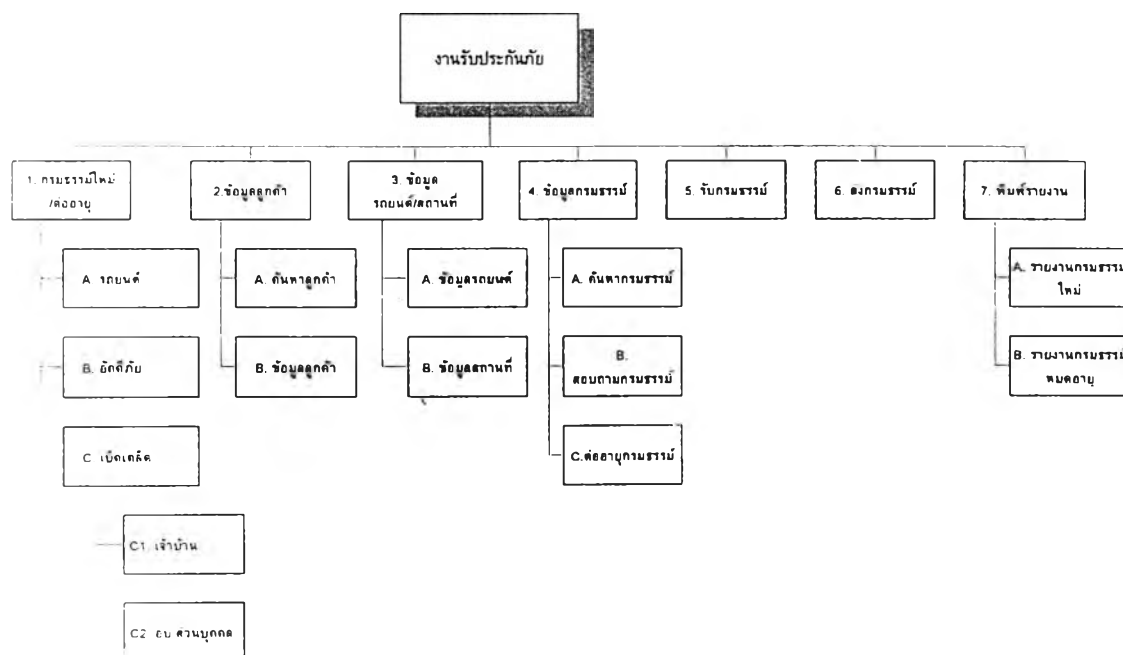 งานรับประกันภัย
1. กรมธรรม์ใหม่
/ต่ออายุ
2.ข้อมูลลูกค้า
3. ข้อมูล
รถยนต์/สถานที่
4. ข้อมูลกรมธรรม์
5. รับกรมธรรม์
6. ส่งกรมธรรม์
7. พิมพ์รายงาน
A. รถยนต์
A. ค้นหาลูกค้า
A. ข้อมูลรถยนต์
A. ค้นหากรมธรรม์
A. รายงานกรมธรรม์
ใหม่
B. อัคคีภัย
B. ข้อมูลลูกค้า
B. ข้อมูลสถานที่
B.
สอบถามกรมธรรม์
B. รายงานกรมธรรม์
หมดอายุ
C. เบ็ดเตล็ด
C.ต่ออายุกรมธรรม์
C1. เจ้าบ้าน
C2. อบ ส่วนบุคคล